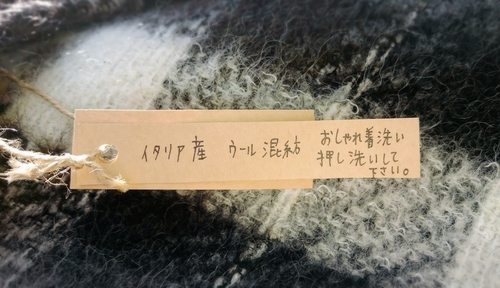 イタリア産 ウール混紡
おしゃれ着洗い
押し洗いして
下さい。